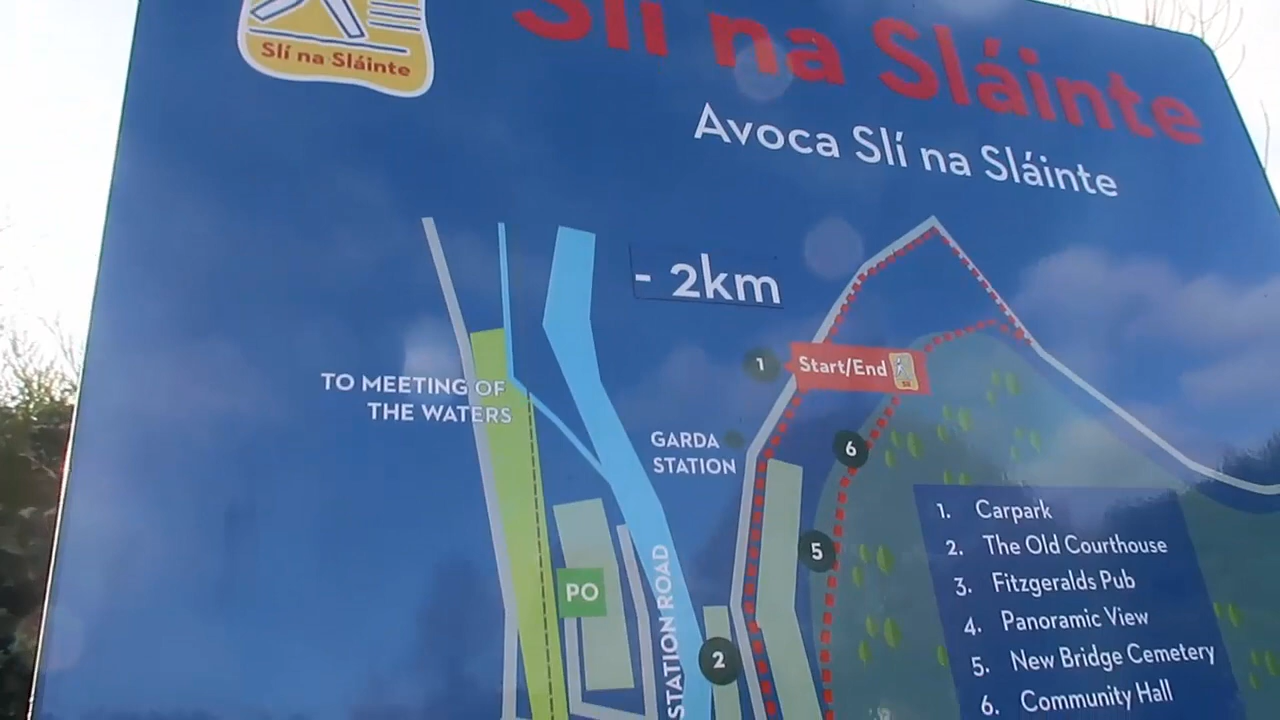 Slí na Sláinte
Slí na Sláinte
Avoca Slí na Sláinte
- 2km
TO MEETING OF
THE WATERS
1
Start/End
GARDA
STATION
6
5
PO
STATION ROAD
2
1. Carpark
2. The Old Courthouse
3. Fitzgeralds Pub
4. Panoramic View
5. New Bridge Cemetery
6. Community Hall